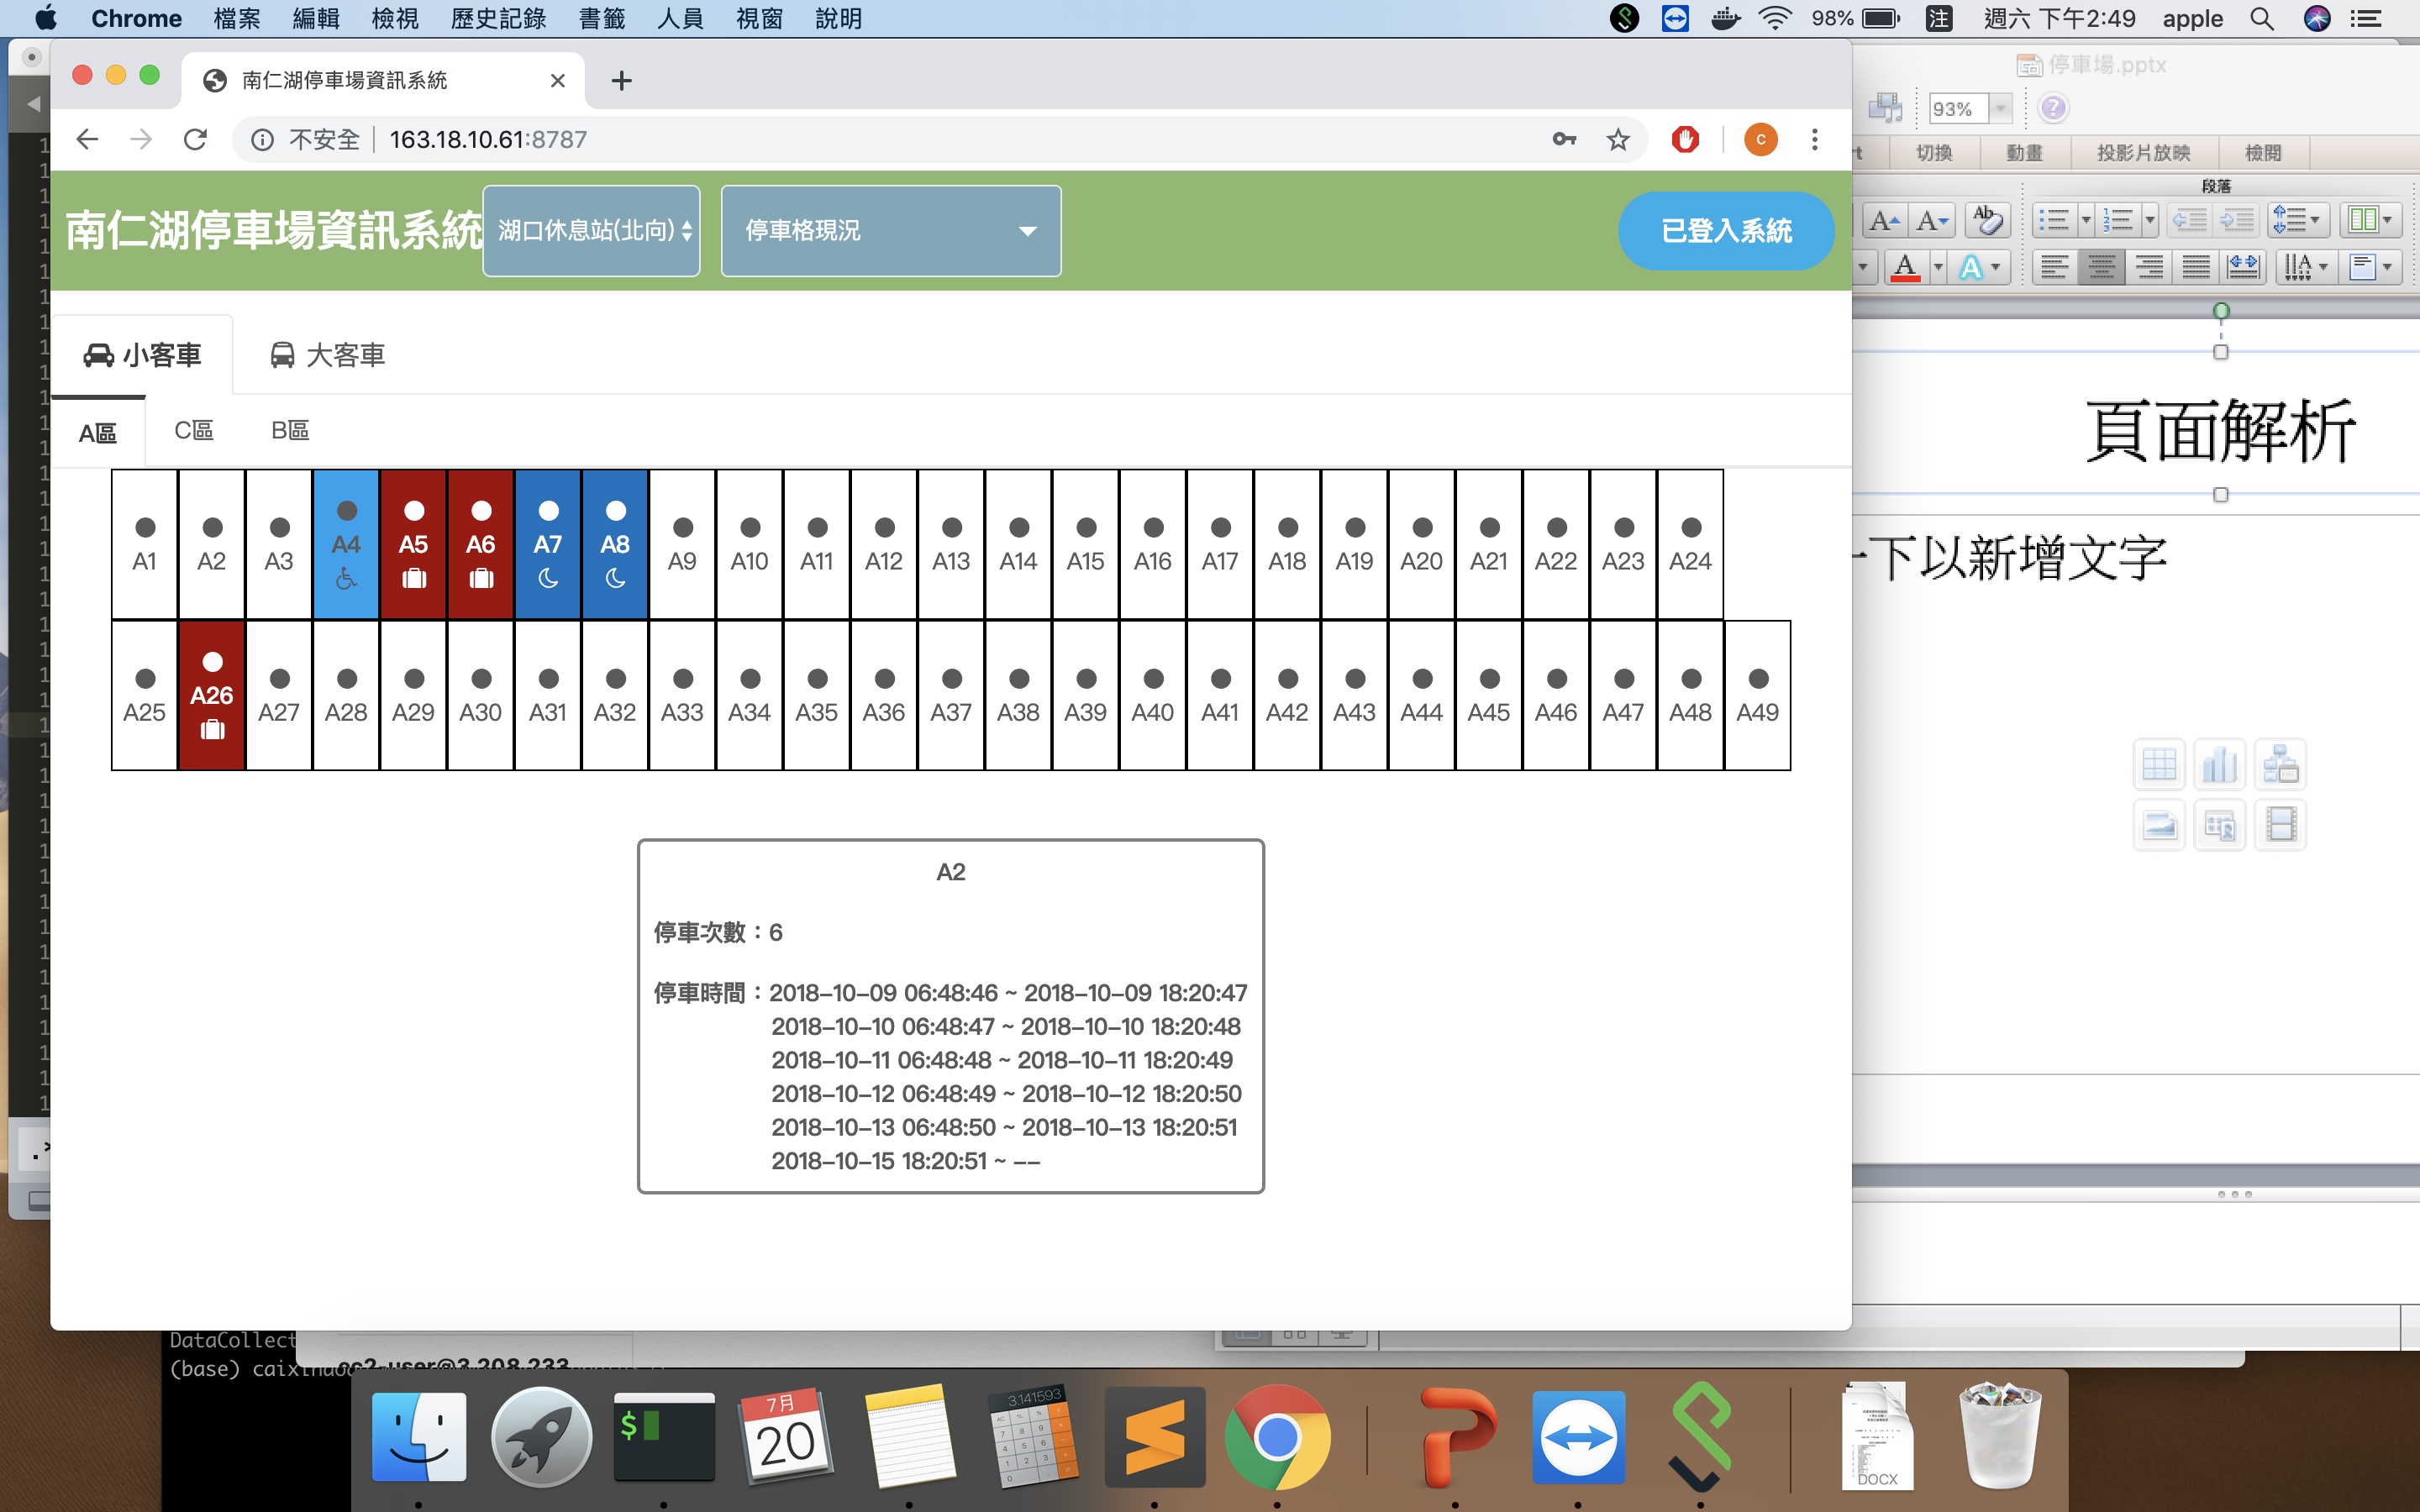 Chrome 檔案 編輯 檢視 歷史記錄 書籤 人員 視窗 說明 98% 注 週六 下午2:49 apple
南仁湖停車場資訊系統
停車場.pptx
93%
不安全 163.18.10.61:8787
切換 動畫 投影片放映 檢閱
段落
南仁湖停車場資訊系統 湖口休息站(北向) 停車格現況 已登入系統
小客車 大客車
A區 C區 B區
頁面解析
一下以新增文字
A1 A2 A3 A4 A5 A6 A7 A8 A9 A10 A11 A12 A13 A14 A15 A16 A17 A18 A19 A20 A21 A22 A23 A24
A25 A26 A27 A28 A29 A30 A31 A32 A33 A34 A35 A36 A37 A38 A39 A40 A41 A42 A43 A44 A45 A46 A47 A48 A49
A2
停車次數：6
停車時間：2018-10-09 06:48:46 ~ 2018-10-09 18:20:47
2018-10-10 06:48:47 ~ 2018-10-10 18:20:48
2018-10-11 06:48:48 ~ 2018-10-11 18:20:49
2018-10-12 06:48:49 ~ 2018-10-12 18:20:50
2018-10-13 06:48:50 ~ 2018-10-13 18:20:51
2018-10-15 18:20:51 ~ --
DataCollect
ec2-user@3.208.233
(base)
7月
20
3.141593
DOCX